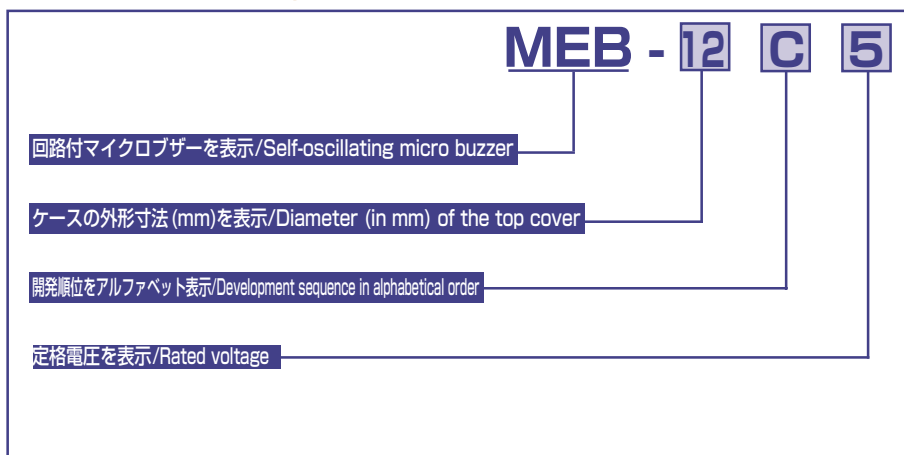 MEB - 12 C 5
回路付マイクロブザーを表示/Self-oscillating micro buzzer
ケースの外形寸法(mm)を表示/Diameter (in mm) of the top cover
開発順位をアルファベット表示/Development sequence in alphabetical order
定格電圧を表示/Rated voltage